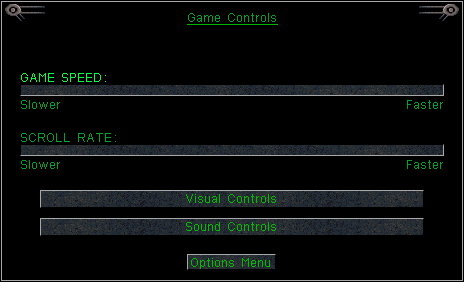 Game Controls
GAME SPEED:
Slower Faster
SCROLL RATE:
Slower Faster
Visual Controls
Sound Controls
Options Menu